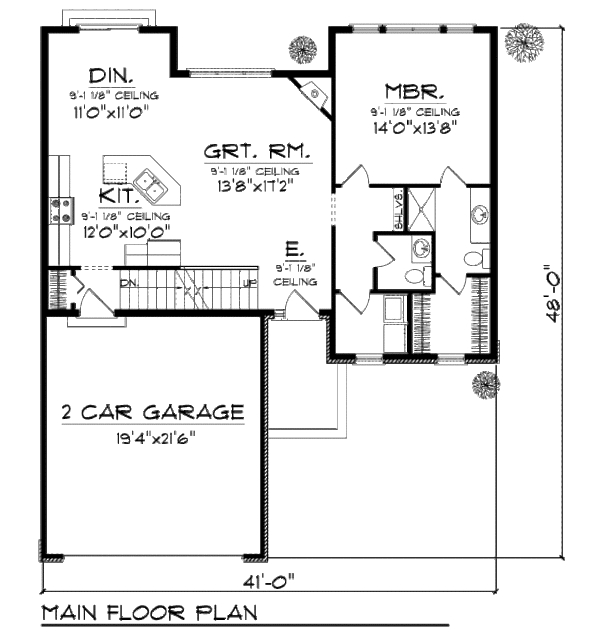 DIN.
9'-1 1/8" CEILING
11'0"x11'0"
MBR.
9'-1 1/8" CEILING
14'0"x13'8"
GRT. RM.
9'-1 1/8" CEILING
13'8"x17'2"
KIT.
9'-1 1/8" CEILING
12'0"x10'0"
SHLVS.
E.
9'-1 1/8"
CEILING
DN.
UP
48'-0"
2 CAR GARAGE
19'4"x21'6"
41'-0"
MAIN FLOOR PLAN